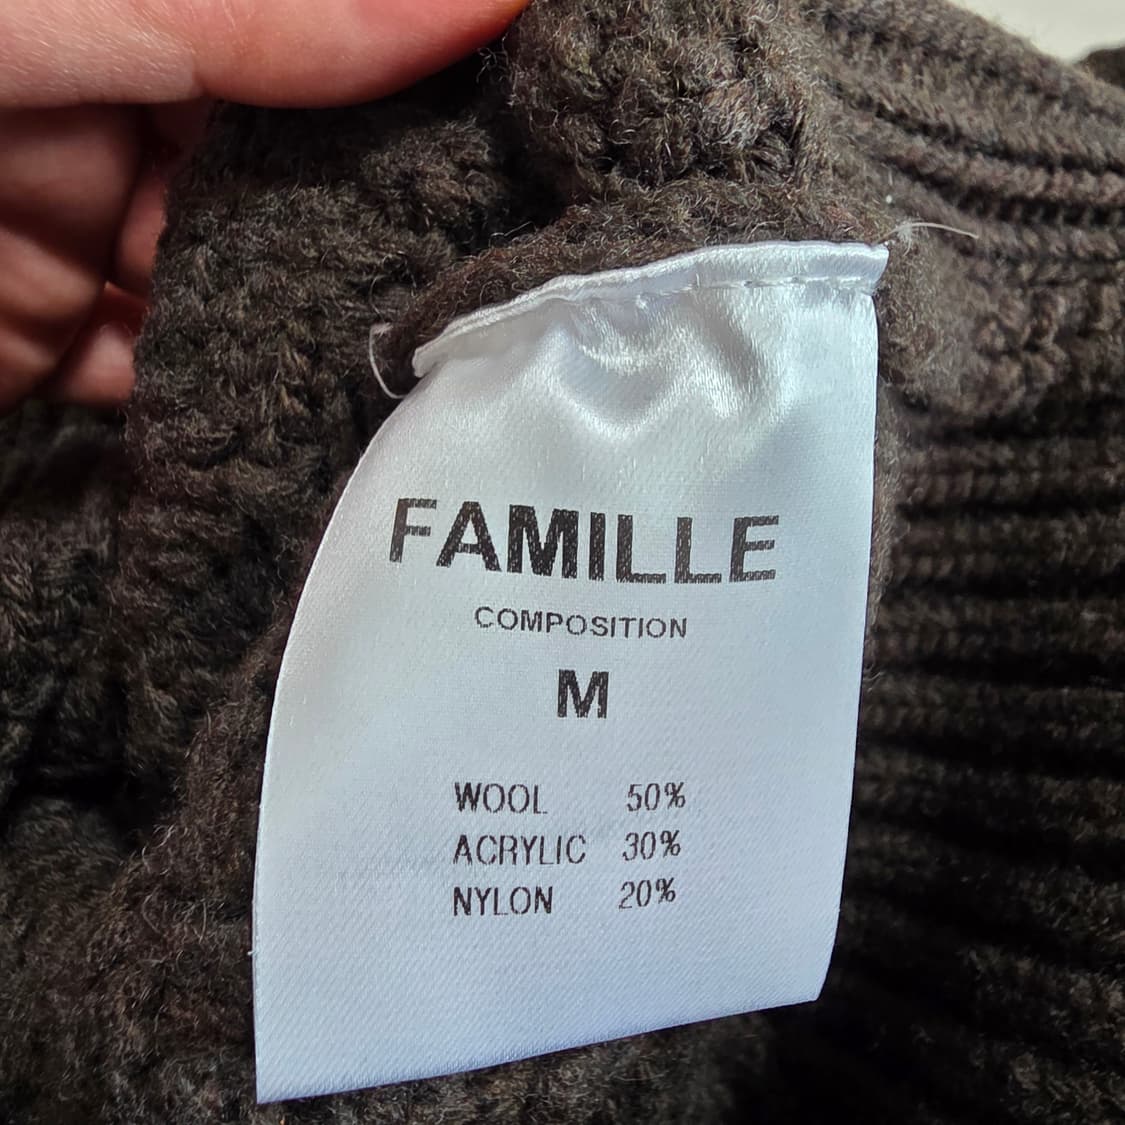 FAMILLE
COMPOSITION
M
WOOL 50%
ACRYLIC 30%
NYLON 20%